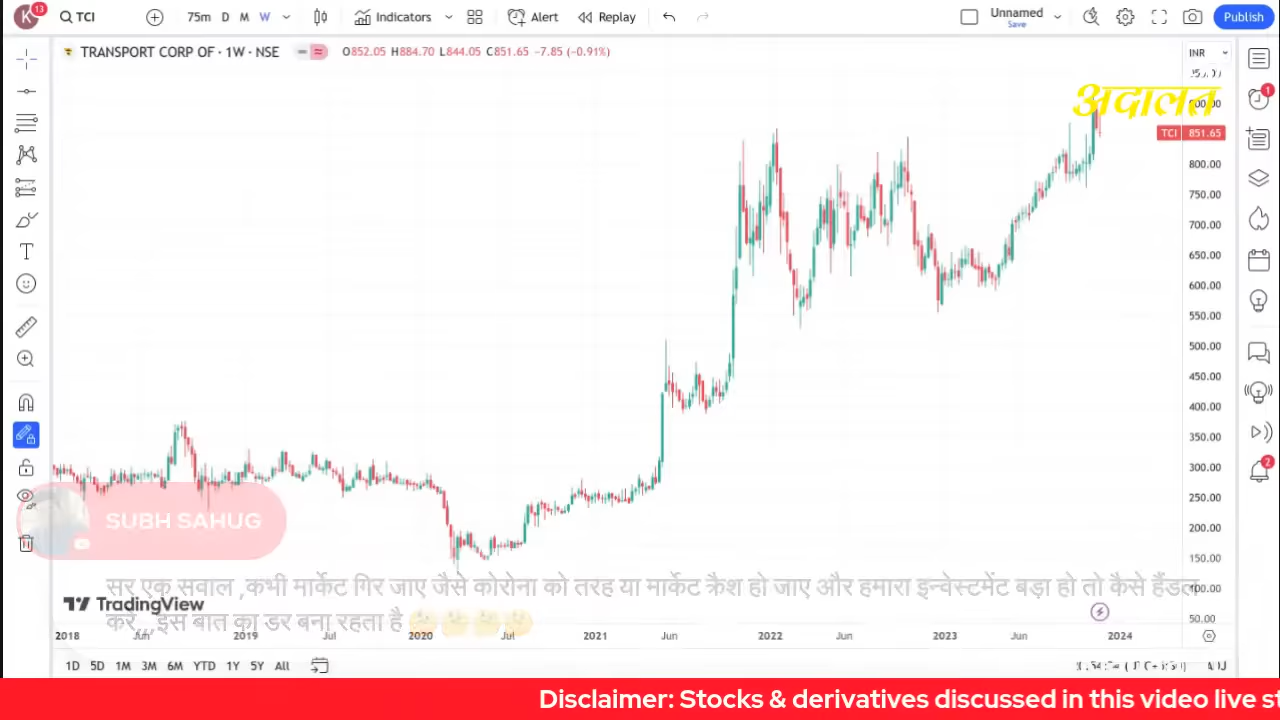 K 13 TCI 75m D M W Indicators Alert Replay Unnamed Save Publish
TRANSPORT CORP OF · 1W · NSE O852.05 H884.70 L844.05 C851.65 −7.85 (−0.91%) INR
अदालत
TCI 851.65
1
800.00
750.00
700.00
650.00
600.00
550.00
500.00
450.00
400.00
350.00
300.00
250.00
200.00
150.00
100.00
50.00
2
SUBH SAHUG
सर एक सवाल ,कभी मार्केट गिर जाए जैसे कोरोना को तरह या मार्केट क्रैश हो जाए और हमारा इन्वेस्टमेंट बड़ा हो तो कैसे हैंडल
करे,,,इस बात का डर बना रहता है 🤔🤔🤔🤔
TradingView
2018 Jun 2019 Jul 2020 Jul 2021 Jun 2022 Jun 2023 Jun 2024
1D 5D 1M 3M 6M YTD 1Y 5Y All
Disclaimer: Stocks & derivatives discussed in this video live